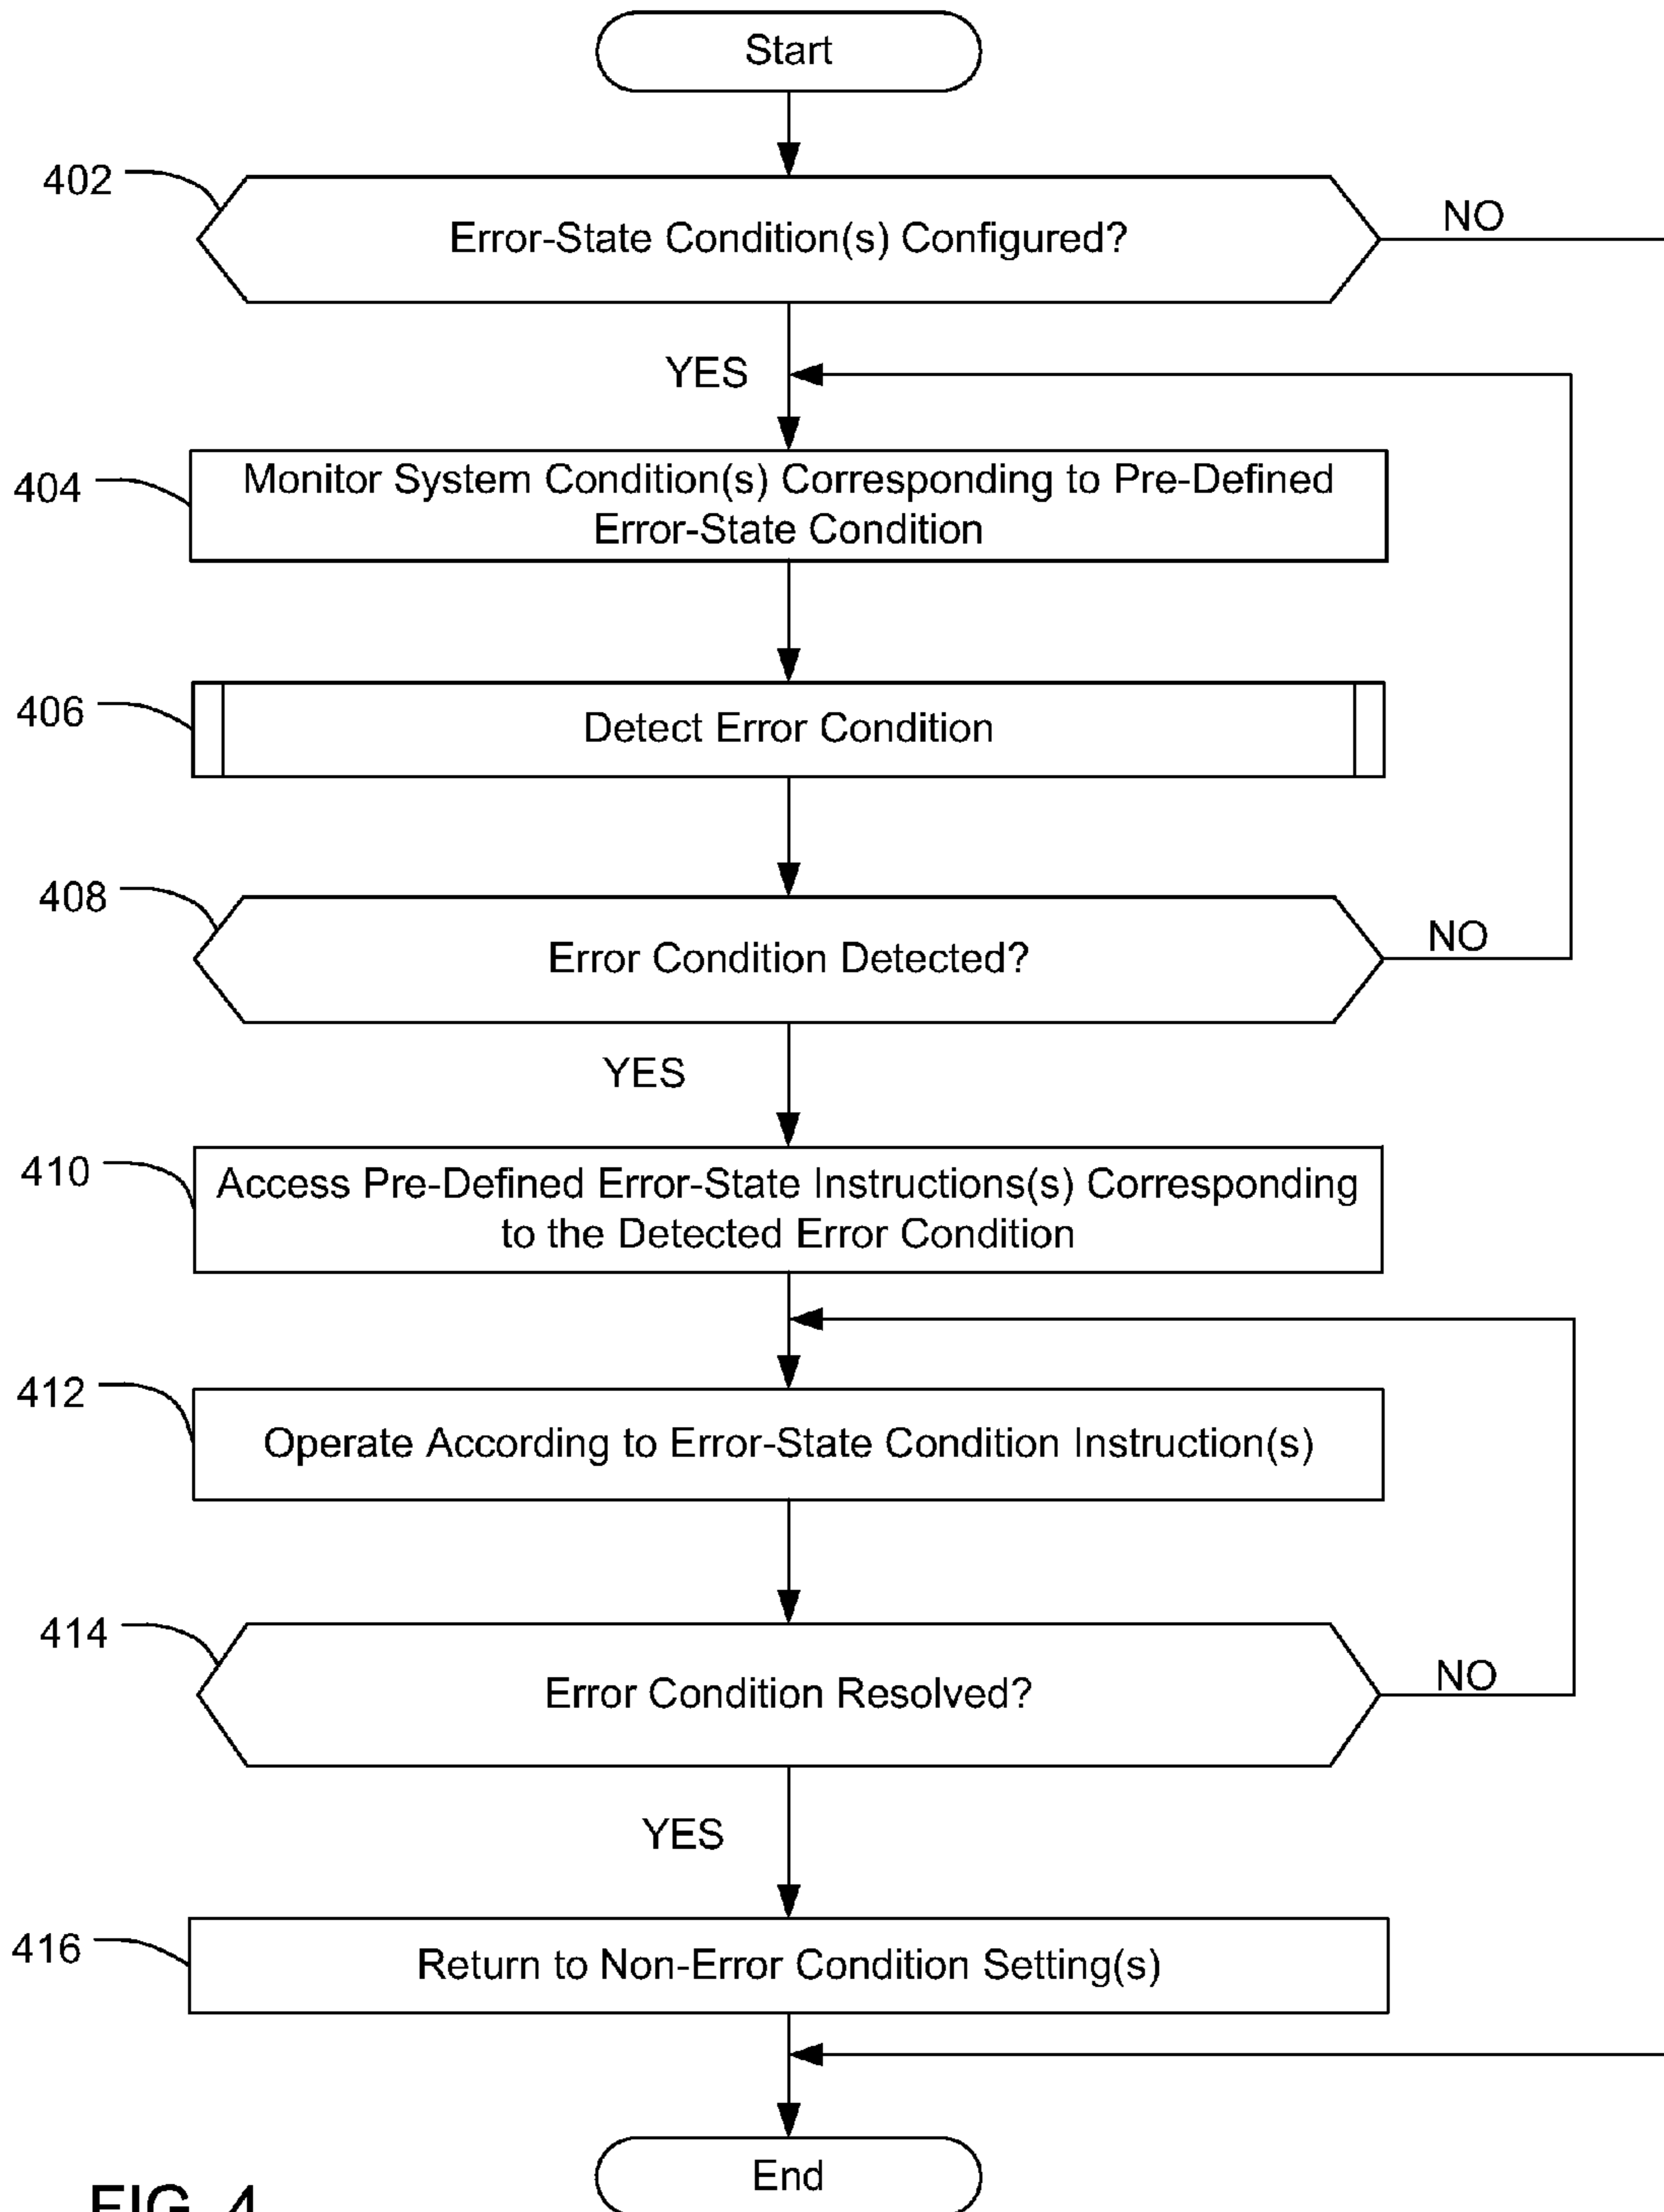 Start
402
Error-State Condition(s) Configured?
NO
YES
404
Monitor System Condition(s) Corresponding to Pre-Defined
Error-State Condition
406
Detect Error Condition
408
Error Condition Detected?
NO
YES
410
Access Pre-Defined Error-State Instructions(s) Corresponding
to the Detected Error Condition
412
Operate According to Error-State Condition Instruction(s)
414
Error Condition Resolved?
NO
YES
416
Return to Non-Error Condition Setting(s)
End
FIG. 4